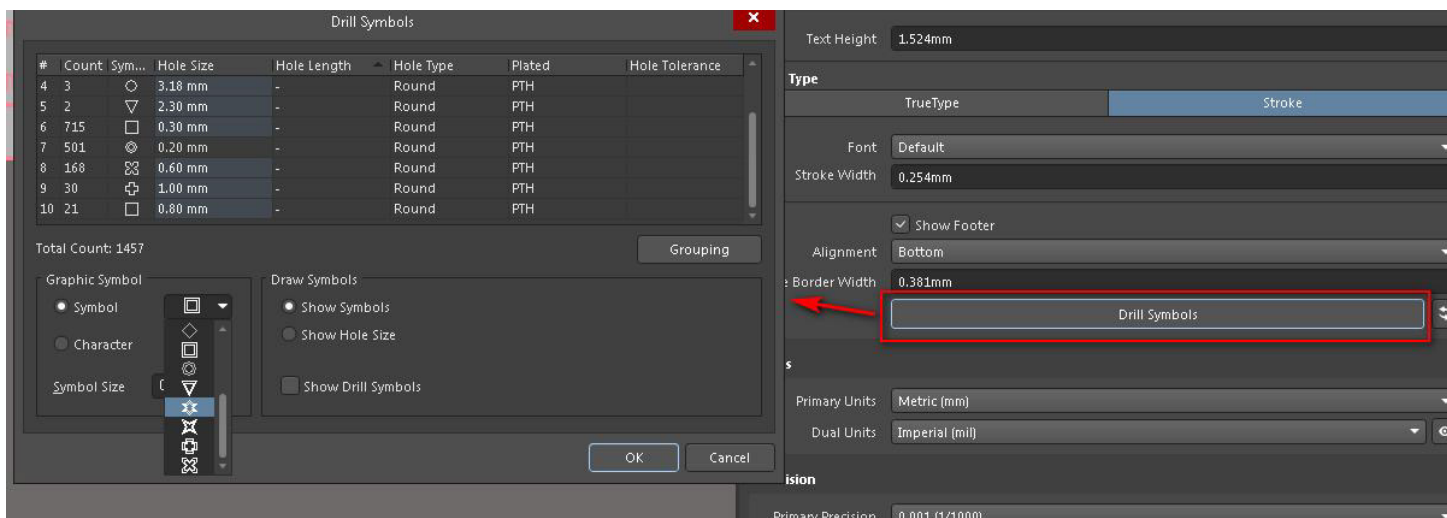 Drill Symbols
# Count Sym... Hole Size Hole Length Hole Type Plated Hole Tolerance
4 3 3.18 mm - Round PTH
5 2 2.30 mm - Round PTH
6 715 0.30 mm - Round PTH
7 501 0.20 mm - Round PTH
8 168 0.60 mm - Round PTH
9 30 1.00 mm - Round PTH
10 21 0.80 mm - Round PTH
Total Count: 1457
Grouping
Graphic Symbol
Symbol
Character
Symbol Size
Draw Symbols
Show Symbols
Show Hole Size
Show Drill Symbols
OK Cancel
Text Height 1.524mm
Type
TrueType Stroke
Font Default
Stroke Width 0.254mm
Show Footer
Alignment Bottom
Border Width 0.381mm
Drill Symbols
s
Primary Units Metric (mm)
Dual Units Imperial (mil)
ision
Primary Precision 0.001 (1/1000)